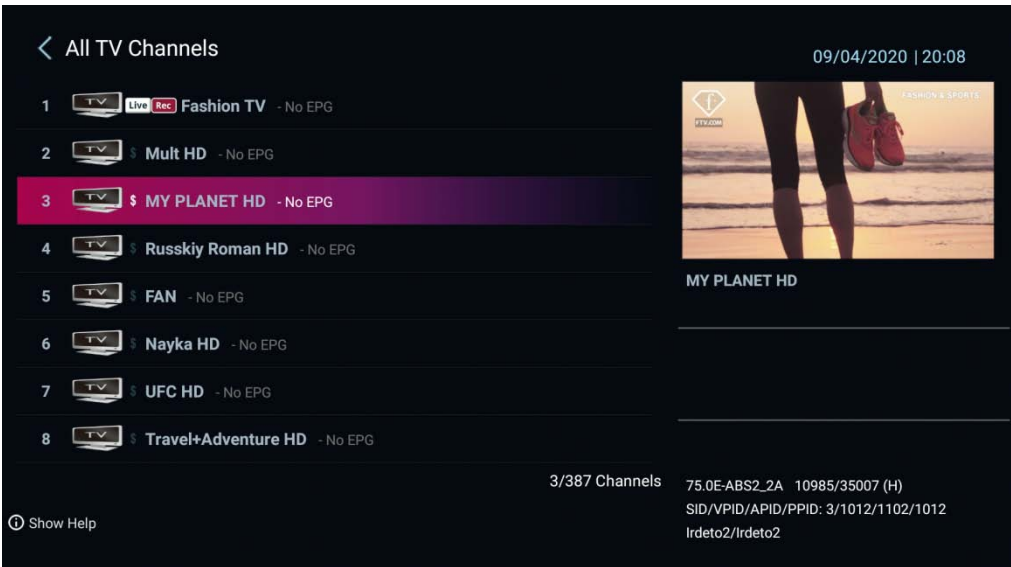 All TV Channels
09/04/2020 | 20:08
1 TV Live Rec Fashion TV - No EPG
2 TV $ Mult HD - No EPG
3 TV $ MY PLANET HD - No EPG
4 TV $ Russkiy Roman HD - No EPG
5 TV $ FAN - No EPG
6 TV $ Nayka HD - No EPG
7 TV $ UFC HD - No EPG
8 TV $ Travel+Adventure HD - No EPG
3/387 Channels
Show Help
f
FTV.COM
FASHION & SPORTS
MY PLANET HD
75.0E-ABS2_2A 10985/35007 (H)
SID/VPID/APID/PPID: 3/1012/1102/1012
Irdeto2/Irdeto2